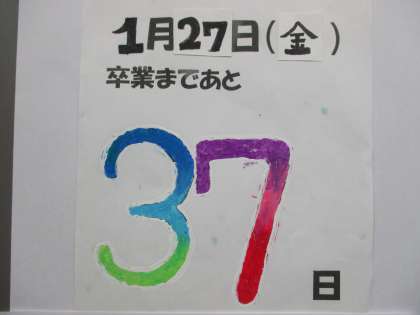 1月27日(金)
卒業まであと
37
日